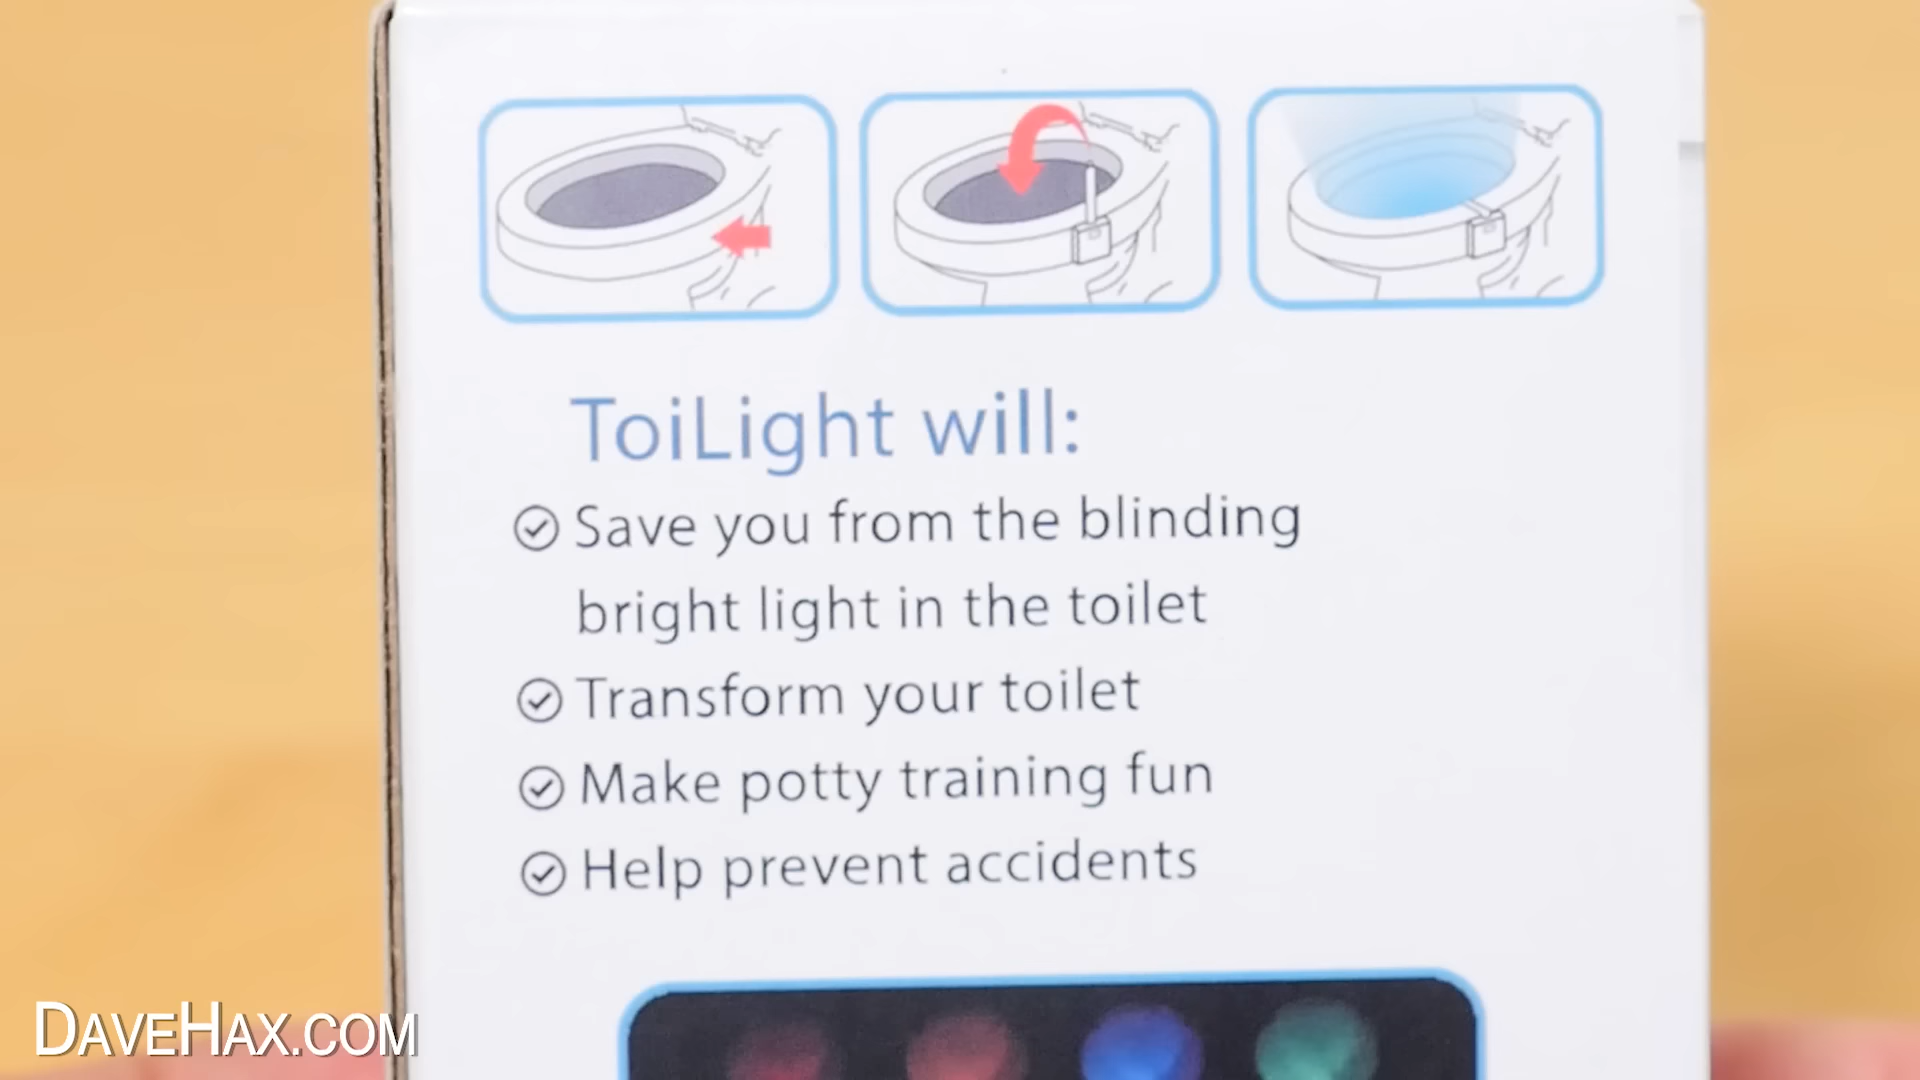 ToiLight will:
Save you from the blinding
bright light in the toilet
Transform your toilet
Make potty training fun
Help prevent accidents
DAVEHAX.COM